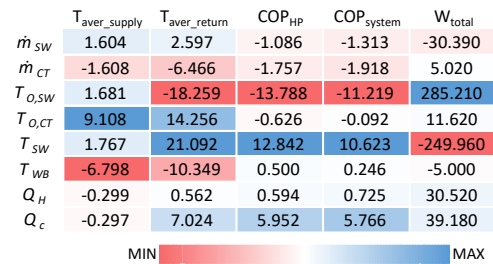 T_aver_supply T_aver_return COP_HP COP_system W_total
ṁ_SW 1.604 2.597 -1.086 -1.313 -30.390
ṁ_CT -1.608 -6.466 -1.757 -1.918 5.020
T_O,SW 1.681 -18.259 -13.788 -11.219 285.210
T_O,CT 9.108 14.256 -0.626 -0.092 11.620
T_SW 1.767 21.092 12.842 10.623 -249.960
T_WB -6.798 -10.349 0.500 0.246 -5.000
Q_H -0.299 0.562 0.594 0.725 30.520
Q_c -0.297 7.024 5.952 5.766 39.180
MIN MAX